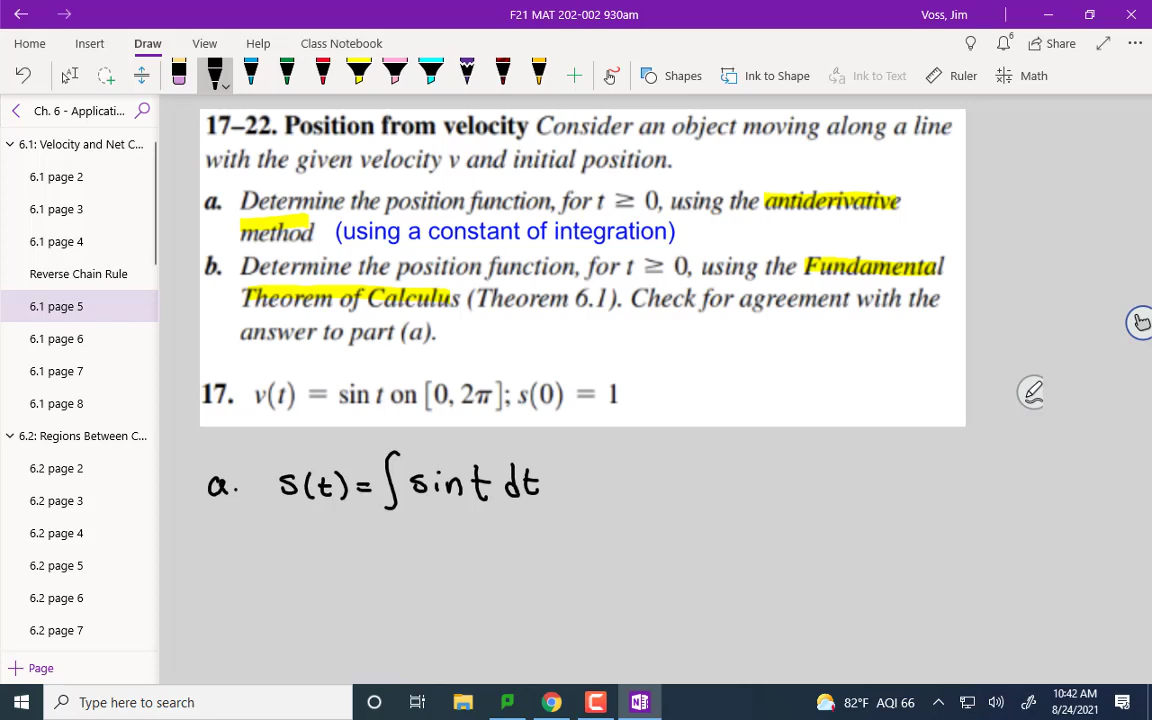 F21 MAT 202-002 930am
Voss, Jim
Home Insert Draw View Help Class Notebook
6 Share
Shapes Ink to Shape Ink to Text Ruler Math
Ch. 6 - Applicati...
6.1: Velocity and Net C...
6.1 page 2
6.1 page 3
6.1 page 4
Reverse Chain Rule
6.1 page 5
6.1 page 6
6.1 page 7
6.1 page 8
6.2: Regions Between C...
6.2 page 2
6.2 page 3
6.2 page 4
6.2 page 5
6.2 page 6
6.2 page 7
Page
17–22. Position from velocity Consider an object moving along a line
with the given velocity v and initial position.
a. Determine the position function, for t ≥ 0, using the antiderivative
method (using a constant of integration)
b. Determine the position function, for t ≥ 0, using the Fundamental
Theorem of Calculus (Theorem 6.1). Check for agreement with the
answer to part (a).
17. v(t) = sin t on [0, 2π]; s(0) = 1
a. s(t) = ∫ sin t dt
Type here to search
82°F AQI 66
10:42 AM
8/24/2021